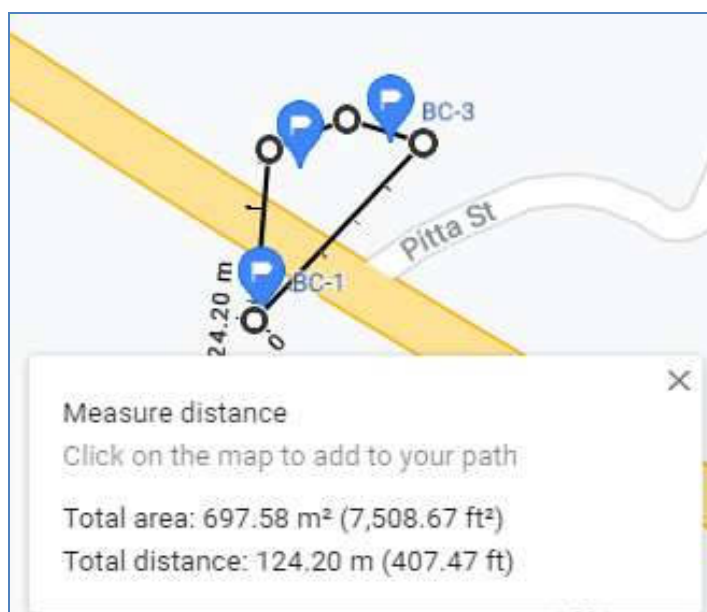 BC-3
Pitta St
BC-1
24.20 m
0
Measure distance
Click on the map to add to your path
Total area: 697.58 m² (7,508.67 ft²)
Total distance: 124.20 m (407.47 ft)